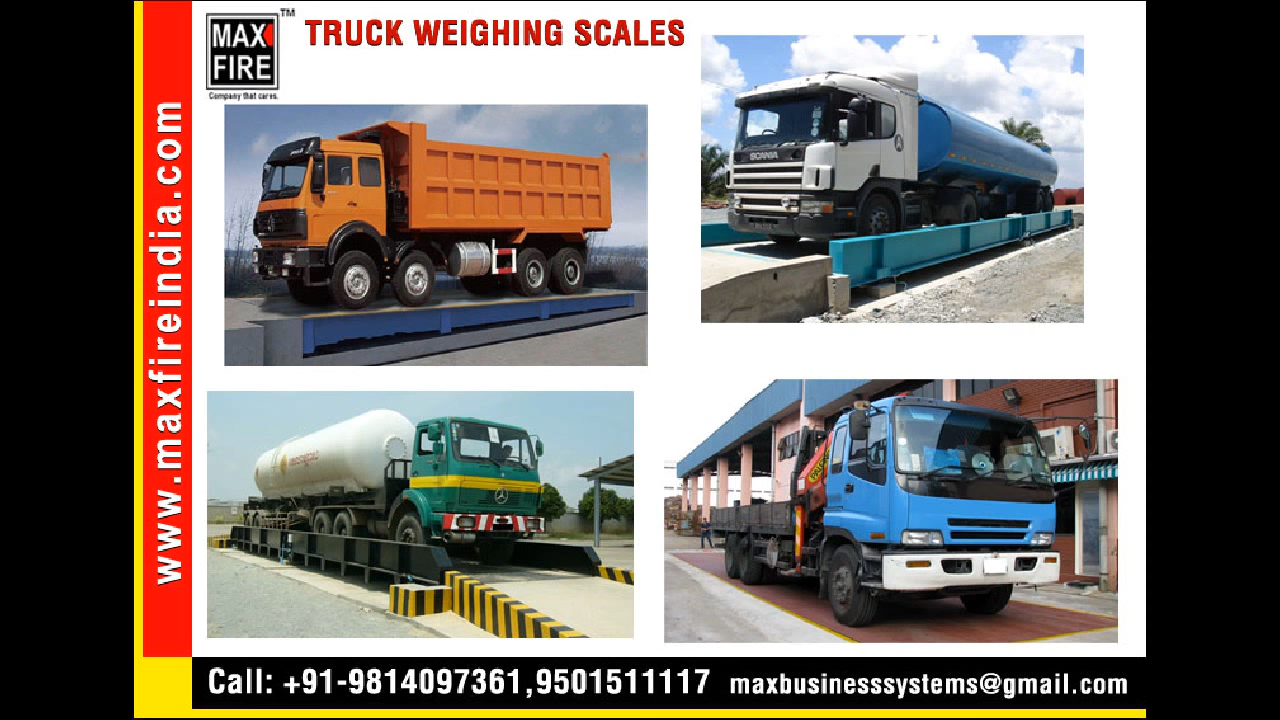 MAX
FIRE
TM
Company that cares.
TRUCK WEIGHING SCALES
www.maxfireindia.com
SCANIA
Call: +91-9814097361,9501511117 maxbusinesssystems@gmail.com